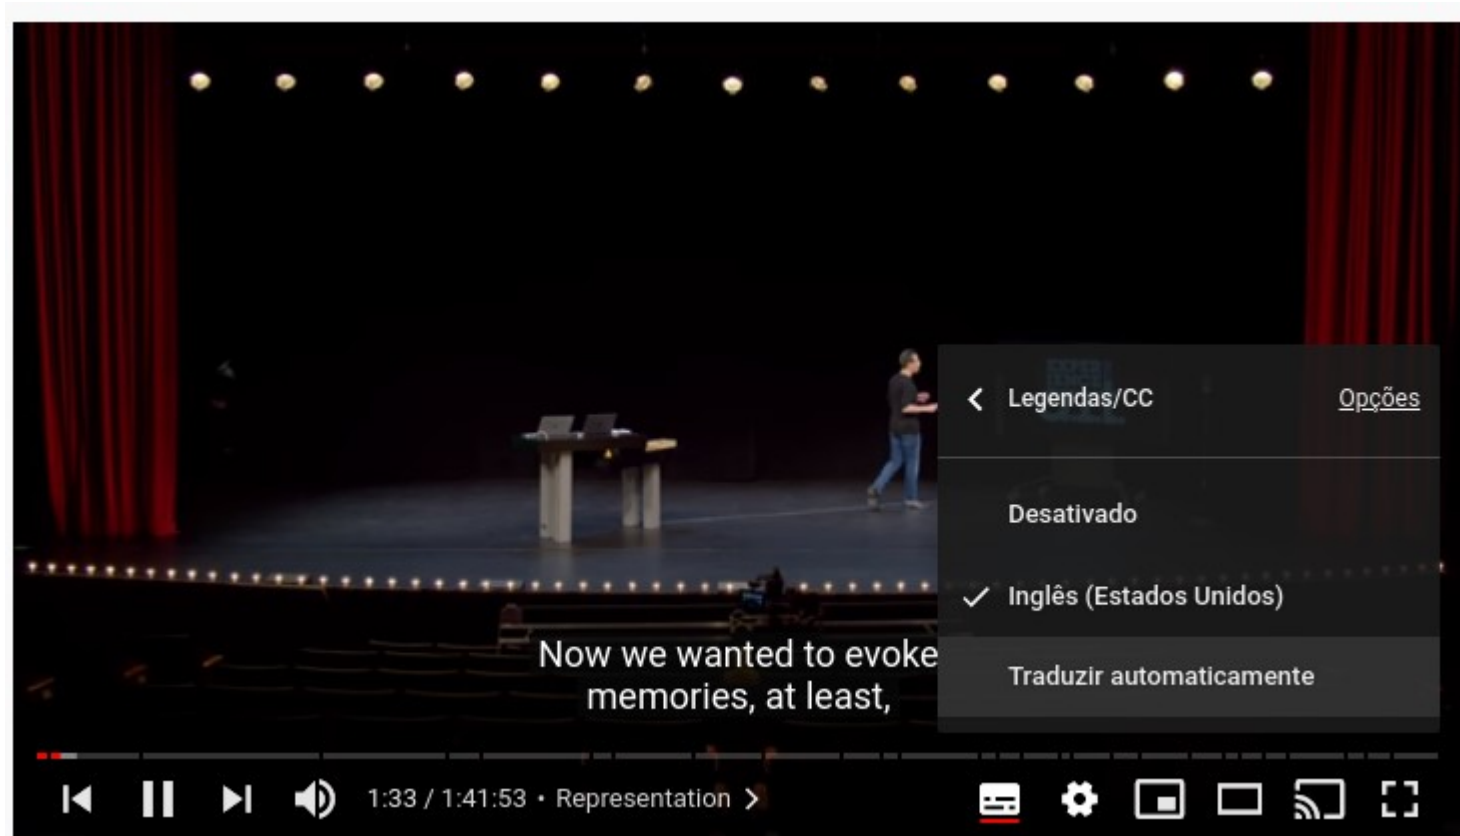 Legendas/CC
Opções
Desativado
Inglês (Estados Unidos)
Traduzir automaticamente
Now we wanted to evoke
memories, at least,
1:33 / 1:41:53 • Representation